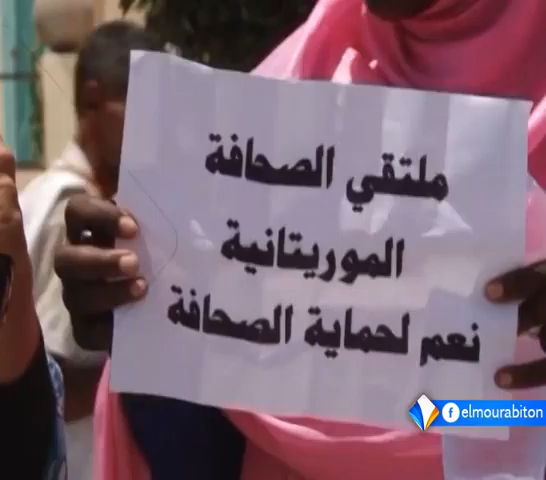 ملتقي الصحافة
الموريتانية
نعم لحماية الصحافة
elmourabiton